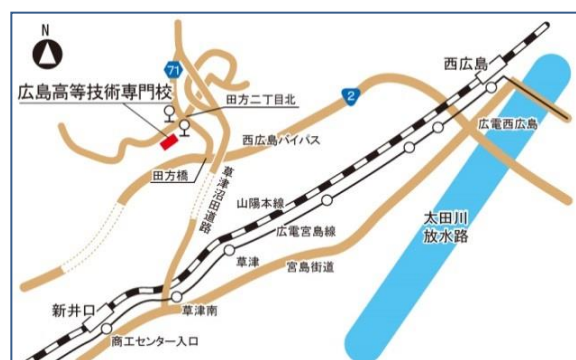 N
71
西広島
広島高等技術専門校
田方二丁目北
2
広電西広島
西広島バイパス
田方橋
草津沼田道路
山陽本線
太田川
放水路
広電宮島線
草津
宮島街道
新井口
草津南
商工センター入口